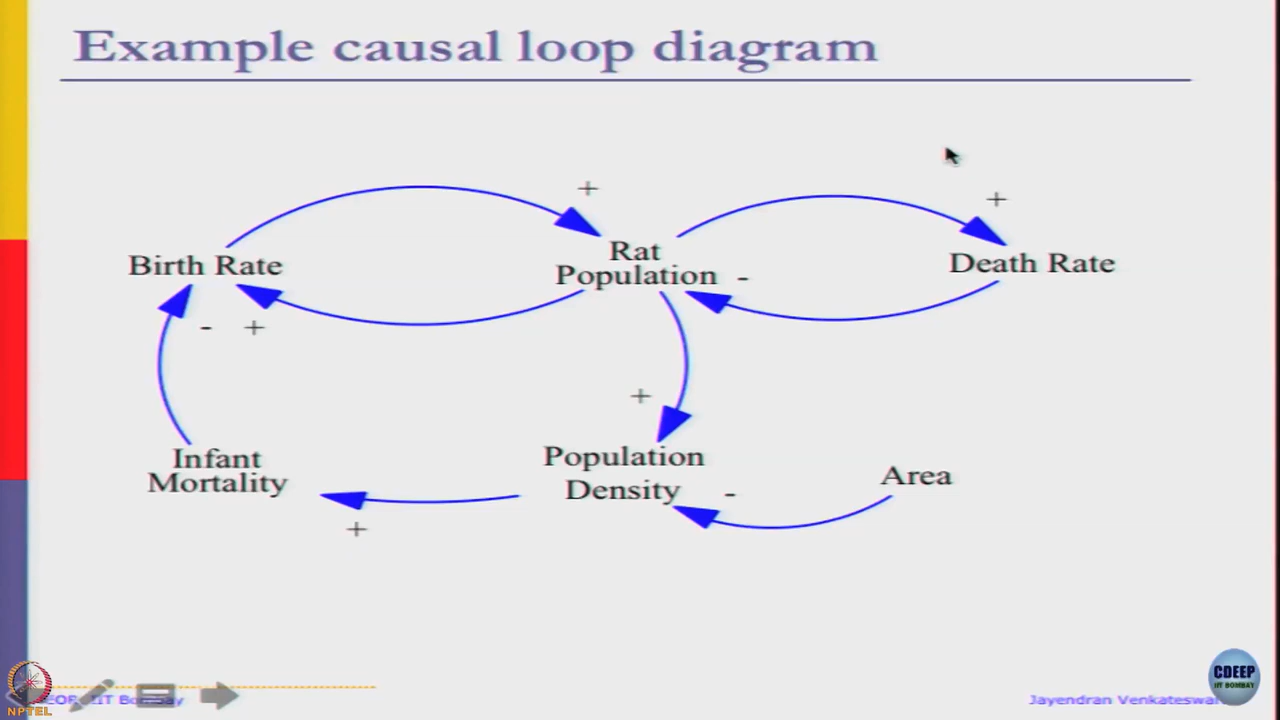 Example causal loop diagram
+
+
Rat
Birth Rate
Population -
Death Rate
- +
+
Infant
Mortality
Population
Density -
Area
+
CDEEP
IIT BOMBAY
NPTEL